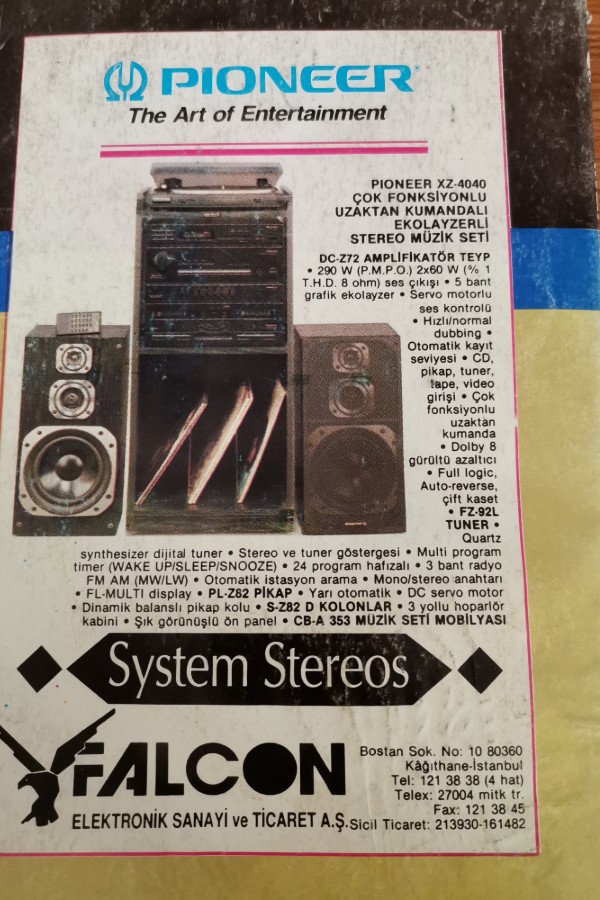 PIONEER
The Art of Entertainment
PIONEER XZ-4040
ÇOK FONKSİYONLU
UZAKTAN KUMANDALI
EKOLAYZERLİ
STEREO MÜZİK SETİ
DC-Z72 AMPLİFİKATÖR TEYP
• 290 W (P.M.P.O.) 2x60 W (% 1
T.H.D. 8 ohm) ses çıkışı • 5 bant
grafik ekolayzer • Servo motorlu
ses kontrolü
• Hızlı/normal
dubbing •
Otomatik kayıt
seviyesi • CD,
pikap, tuner,
tape, video
girişi • Çok
fonksiyonlu
uzaktan
kumanda
• Dolby B
gürültü azaltıcı
• Full logic,
Auto-reverse,
çift kaset
• FZ-92L
TUNER •
Quartz
synthesizer dijital tuner • Stereo ve tuner göstergesi • Multi program
timer (WAKE UP/SLEEP/SNOOZE) • 24 program hafızalı • 3 bant radyo
FM AM (MW/LW) • Otomatik istasyon arama • Mono/stereo anahtarı
• FL-MULTI display • PL-Z82 PİKAP • Yarı otomatik • DC servo motor
• Dinamik balanslı pikap kolu • S-Z82 D KOLONLAR • 3 yollu hoparlör
kabini • Şık görünüşlü ön panel • CB-A 353 MÜZİK SETİ MOBİLYASI
System Stereos
FALCON
ELEKTRONİK SANAYİ ve TİCARET A.Ş.
Bostan Sok. No: 10 80360
Kâğıthane-İstanbul
Tel: 121 38 38 (4 hat)
Telex: 27004 mitk tr.
Fax: 121 38 45
Sicil Ticaret: 213930-161482